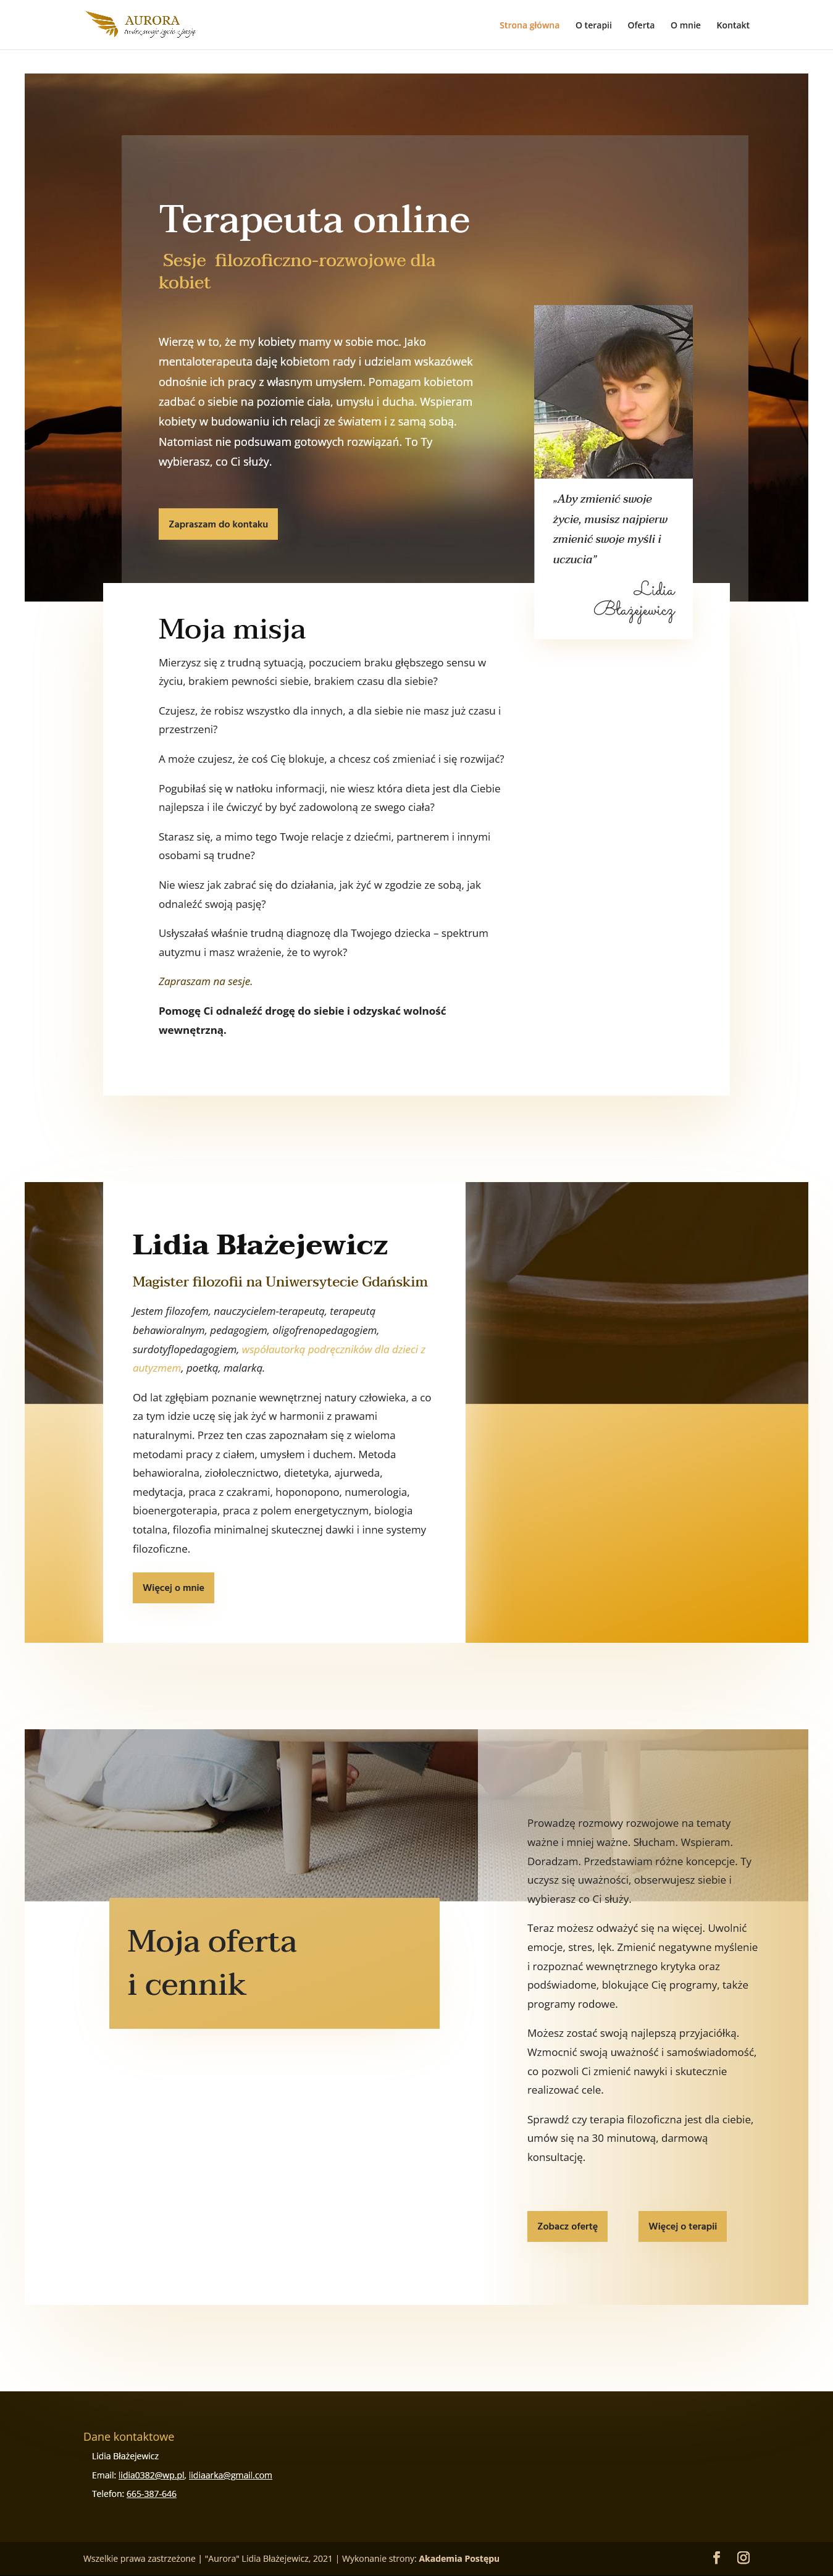 AURORA
Strona główna
O terapii
Oferta
O mnie
Kontakt
Terapeuta online
Sesje filozoficzno-rozwojowe dla
kobiet
Wierzę w to, że my kobiety mamy w sobie moc. Jako
mentaloterapeuta daję kobietom rady i udzielam wskazówek
odnośnie ich pracy z własnym umysłem. Pomagam kobietom
zadbać o siebie na poziomie ciała, umysłu i ducha. Wspieram
kobiety w budowaniu ich relacji ze światem i z samą sobą.
Natomiast nie podsuwam gotowych rozwiązań. To Ty
wybierasz, co Ci służy.
Zapraszam do kontaku
„Aby zmienić swoje
życie, musisz najpierw
zmienić swoje myśli i
uczucia”
Lidia
Błażejewicz
Moja misja
Mierzysz się z trudną sytuacją, poczuciem braku głębszego sensu w
życiu, brakiem pewności siebie, brakiem czasu dla siebie?
Czujesz, że robisz wszystko dla innych, a dla siebie nie masz już czasu i
przestrzeni?
A może czujesz, że coś Cię blokuje, a chcesz coś zmieniać i się rozwijać?
Pogubiłaś się w natłoku informacji, nie wiesz która dieta jest dla Ciebie
najlepsza i ile ćwiczyć by być zadowoloną ze swego ciała?
Starasz się, a mimo tego Twoje relacje z dziećmi, partnerem i innymi
osobami są trudne?
Nie wiesz jak zabrać się do działania, jak żyć w zgodzie ze sobą, jak
odnaleźć swoją pasję?
Usłyszałaś właśnie trudną diagnozę dla Twojego dziecka – spektrum
autyzmu i masz wrażenie, że to wyrok?
Zapraszam na sesje.
Pomogę Ci odnaleźć drogę do siebie i odzyskać wolność
wewnętrzną.
Lidia Błażejewicz
Magister filozofii na Uniwersytecie Gdańskim
Jestem filozofem, nauczycielem-terapeutą, terapeutą
behawioralnym, pedagogiem, oligofrenopedagogiem,
surdotyflopedagogiem, współautorką podręczników dla dzieci z
autyzmem, poetką, malarką.
Od lat zgłębiam poznanie wewnętrznej natury człowieka, a co
za tym idzie uczę się jak żyć w harmonii z prawami
naturalnymi. Przez ten czas zapoznałam się z wieloma
metodami pracy z ciałem, umysłem i duchem. Metoda
behawioralna, ziołolecznictwo, dietetyka, ajurweda,
medytacja, praca z czakrami, hoponopono, numerologia,
bioenergoterapia, praca z polem energetycznym, biologia
totalna, filozofia minimalnej skutecznej dawki i inne systemy
filozoficzne.
Więcej o mnie
Prowadzę rozmowy rozwojowe na tematy
ważne i mniej ważne. Słucham. Wspieram.
Doradzam. Przedstawiam różne koncepcje. Ty
uczysz się uważności, obserwujesz siebie i
wybierasz co Ci służy.
Moja oferta
i cennik
Teraz możesz odważyć się na więcej. Uwolnić
emocje, stres, lęk. Zmienić negatywne myślenie
i rozpoznać wewnętrznego krytyka oraz
podświadome, blokujące Cię programy, także
programy rodowe.
Możesz zostać swoją najlepszą przyjaciółką.
Wzmocnić swoją uważność i samoświadomość,
co pozwoli Ci zmienić nawyki i skutecznie
realizować cele.
Sprawdź czy terapia filozoficzna jest dla ciebie,
umów się na 30 minutową, darmową
konsultację.
Zobacz ofertę
Więcej o terapii
Dane kontaktowe
Lidia Błażejewicz
Email: lidia0382@wp.pl, lidiaarka@gmail.com
Telefon: 665-387-646
Wszelkie prawa zastrzeżone | "Aurora" Lidia Błażejewicz, 2021 | Wykonanie strony: Akademia Postępu